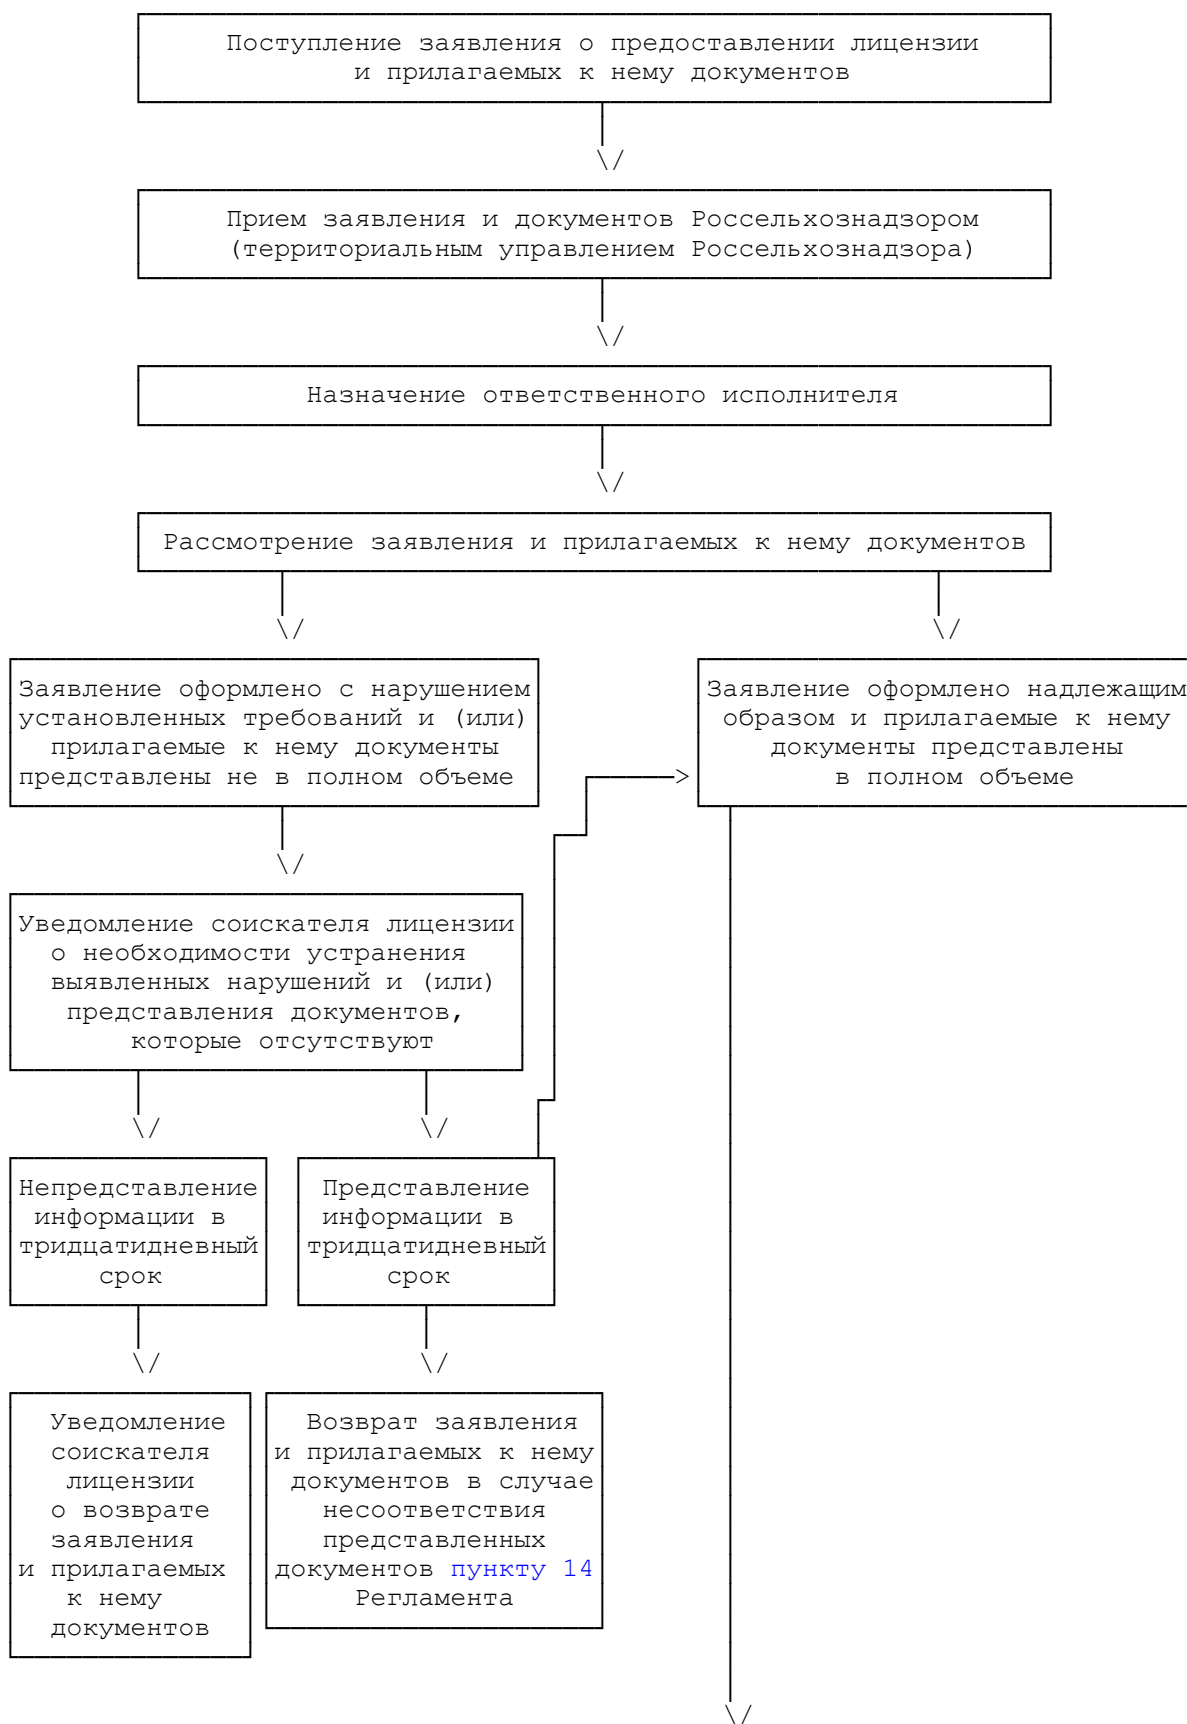 Поступление заявления о предоставлении лицензии
и прилагаемых к нему документов
Прием заявления и документов Россельхознадзором
(территориальным управлением Россельхознадзора)
Назначение ответственного исполнителя
Рассмотрение заявления и прилагаемых к нему документов
Заявление оформлено с нарушением
установленных требований и (или)
прилагаемые к нему документы
представлены не в полном объеме
Заявление оформлено надлежащим
образом и прилагаемые к нему
документы представлены
в полном объеме
Уведомление соискателя лицензии
о необходимости устранения
выявленных нарушений и (или)
представления документов,
которые отсутствуют
Непредставление
информации в
тридцатидневный
срок
Представление
информации в
тридцатидневный
срок
Уведомление
соискателя
лицензии
о возврате
заявления
и прилагаемых
к нему
документов
Возврат заявления
и прилагаемых к нему
документов в случае
несоответствия
представленных
документов пункту 14
Регламента